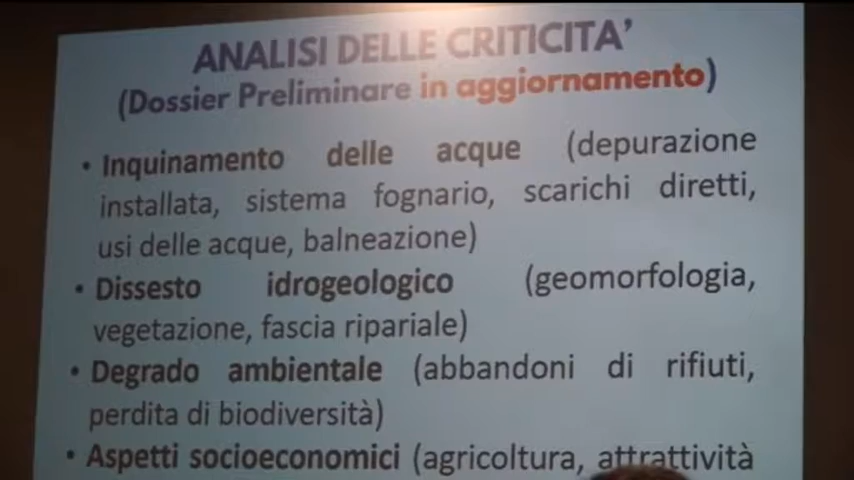 ANALISI DELLE CRITICITA'
(Dossier Preliminare in aggiornamento)
• Inquinamento delle acque (depurazione
installata, sistema fognario, scarichi diretti,
usi delle acque, balneazione)
• Dissesto idrogeologico (geomorfologia,
vegetazione, fascia ripariale)
• Degrado ambientale (abbandoni di rifiuti,
perdita di biodiversità)
• Aspetti socioeconomici (agricoltura, attrattività